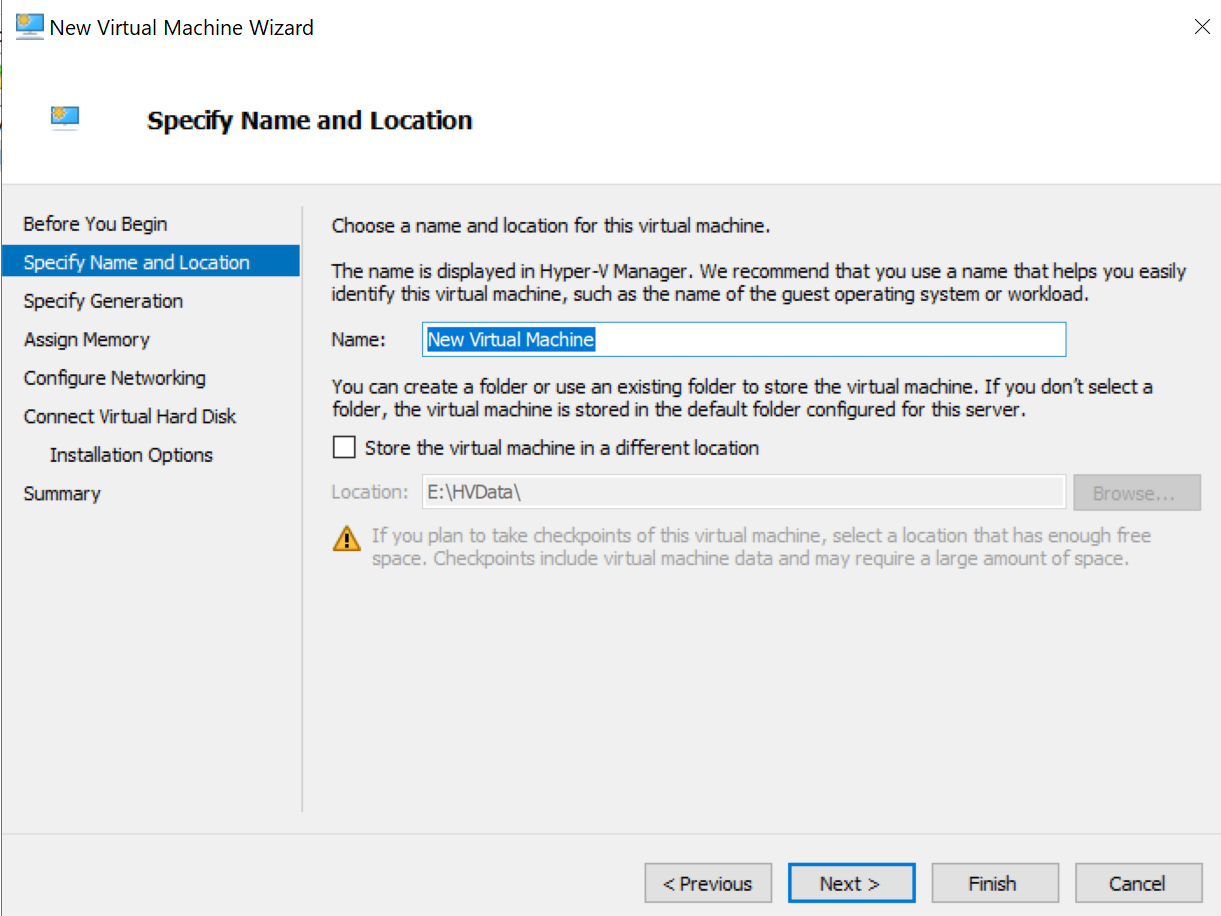 New Virtual Machine Wizard
Specify Name and Location
Before You Begin
Specify Name and Location
Specify Generation
Assign Memory
Configure Networking
Connect Virtual Hard Disk
Installation Options
Summary
Choose a name and location for this virtual machine.
The name is displayed in Hyper-V Manager. We recommend that you use a name that helps you easily
identify this virtual machine, such as the name of the guest operating system or workload.
Name: New Virtual Machine
You can create a folder or use an existing folder to store the virtual machine. If you don't select a
folder, the virtual machine is stored in the default folder configured for this server.
Store the virtual machine in a different location
Location: E:\HVData\ Browse...
If you plan to take checkpoints of this virtual machine, select a location that has enough free
space. Checkpoints include virtual machine data and may require a large amount of space.
< Previous Next > Finish Cancel